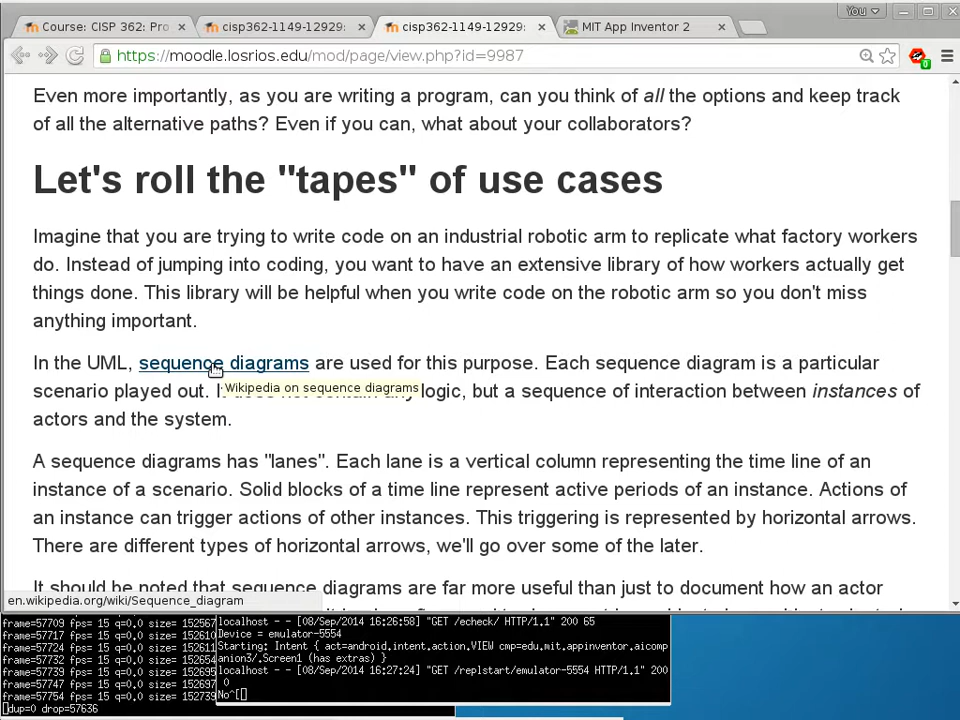 You
Course: CISP 362: Pro
cisp362-1149-12929:
cisp362-1149-12929:
MIT App Inventor 2
https://moodle.losrios.edu/mod/page/view.php?id=9987
0
Even more importantly, as you are writing a program, can you think of all the options and keep track
of all the alternative paths? Even if you can, what about your collaborators?
Let's roll the "tapes" of use cases
Imagine that you are trying to write code on an industrial robotic arm to replicate what factory workers
do. Instead of jumping into coding, you want to have an extensive library of how workers actually get
things done. This library will be helpful when you write code on the robotic arm so you don't miss
anything important.
In the UML, sequence diagrams are used for this purpose. Each sequence diagram is a particular
Wikipedia on sequence diagrams
scenario played out. logic, but a sequence of interaction between instances of
actors and the system.
A sequence diagrams has "lanes". Each lane is a vertical column representing the time line of an
instance of a scenario. Solid blocks of a time line represent active periods of an instance. Actions of
an instance can trigger actions of other instances. This triggering is represented by horizontal arrows.
There are different types of horizontal arrows, we'll go over some of the later.
It should be noted that sequence diagrams are far more useful than just to document how an actor
en.wikipedia.org/wiki/Sequence_diagram
frame=57709 fps= 15 q=0.0 size= 152567
frame=57717 fps= 15 q=0.0 size= 152610
frame=57724 fps= 15 q=0.0 size= 152635
frame=57732 fps= 15 q=0.0 size= 152654
frame=57739 fps= 15 q=0.0 size= 152695
frame=57747 fps= 15 q=0.0 size= 152697
frame=57754 fps= 15 q=0.0 size= 152739
dup=0 drop=57636
localhost - - [08/Sep/2014 16:26:58] "GET /echeck/ HTTP/1.1" 200 65
Device = emulator-5554
Starting: Intent { act=android.intent.action.VIEW cmp=edu.mit.appinventor.aicom
panion3/.Screen1 (has extras) }
localhost - - [08/Sep/2014 16:27:24] "GET /replstart/emulator-5554 HTTP/1.1" 200
0
No^[